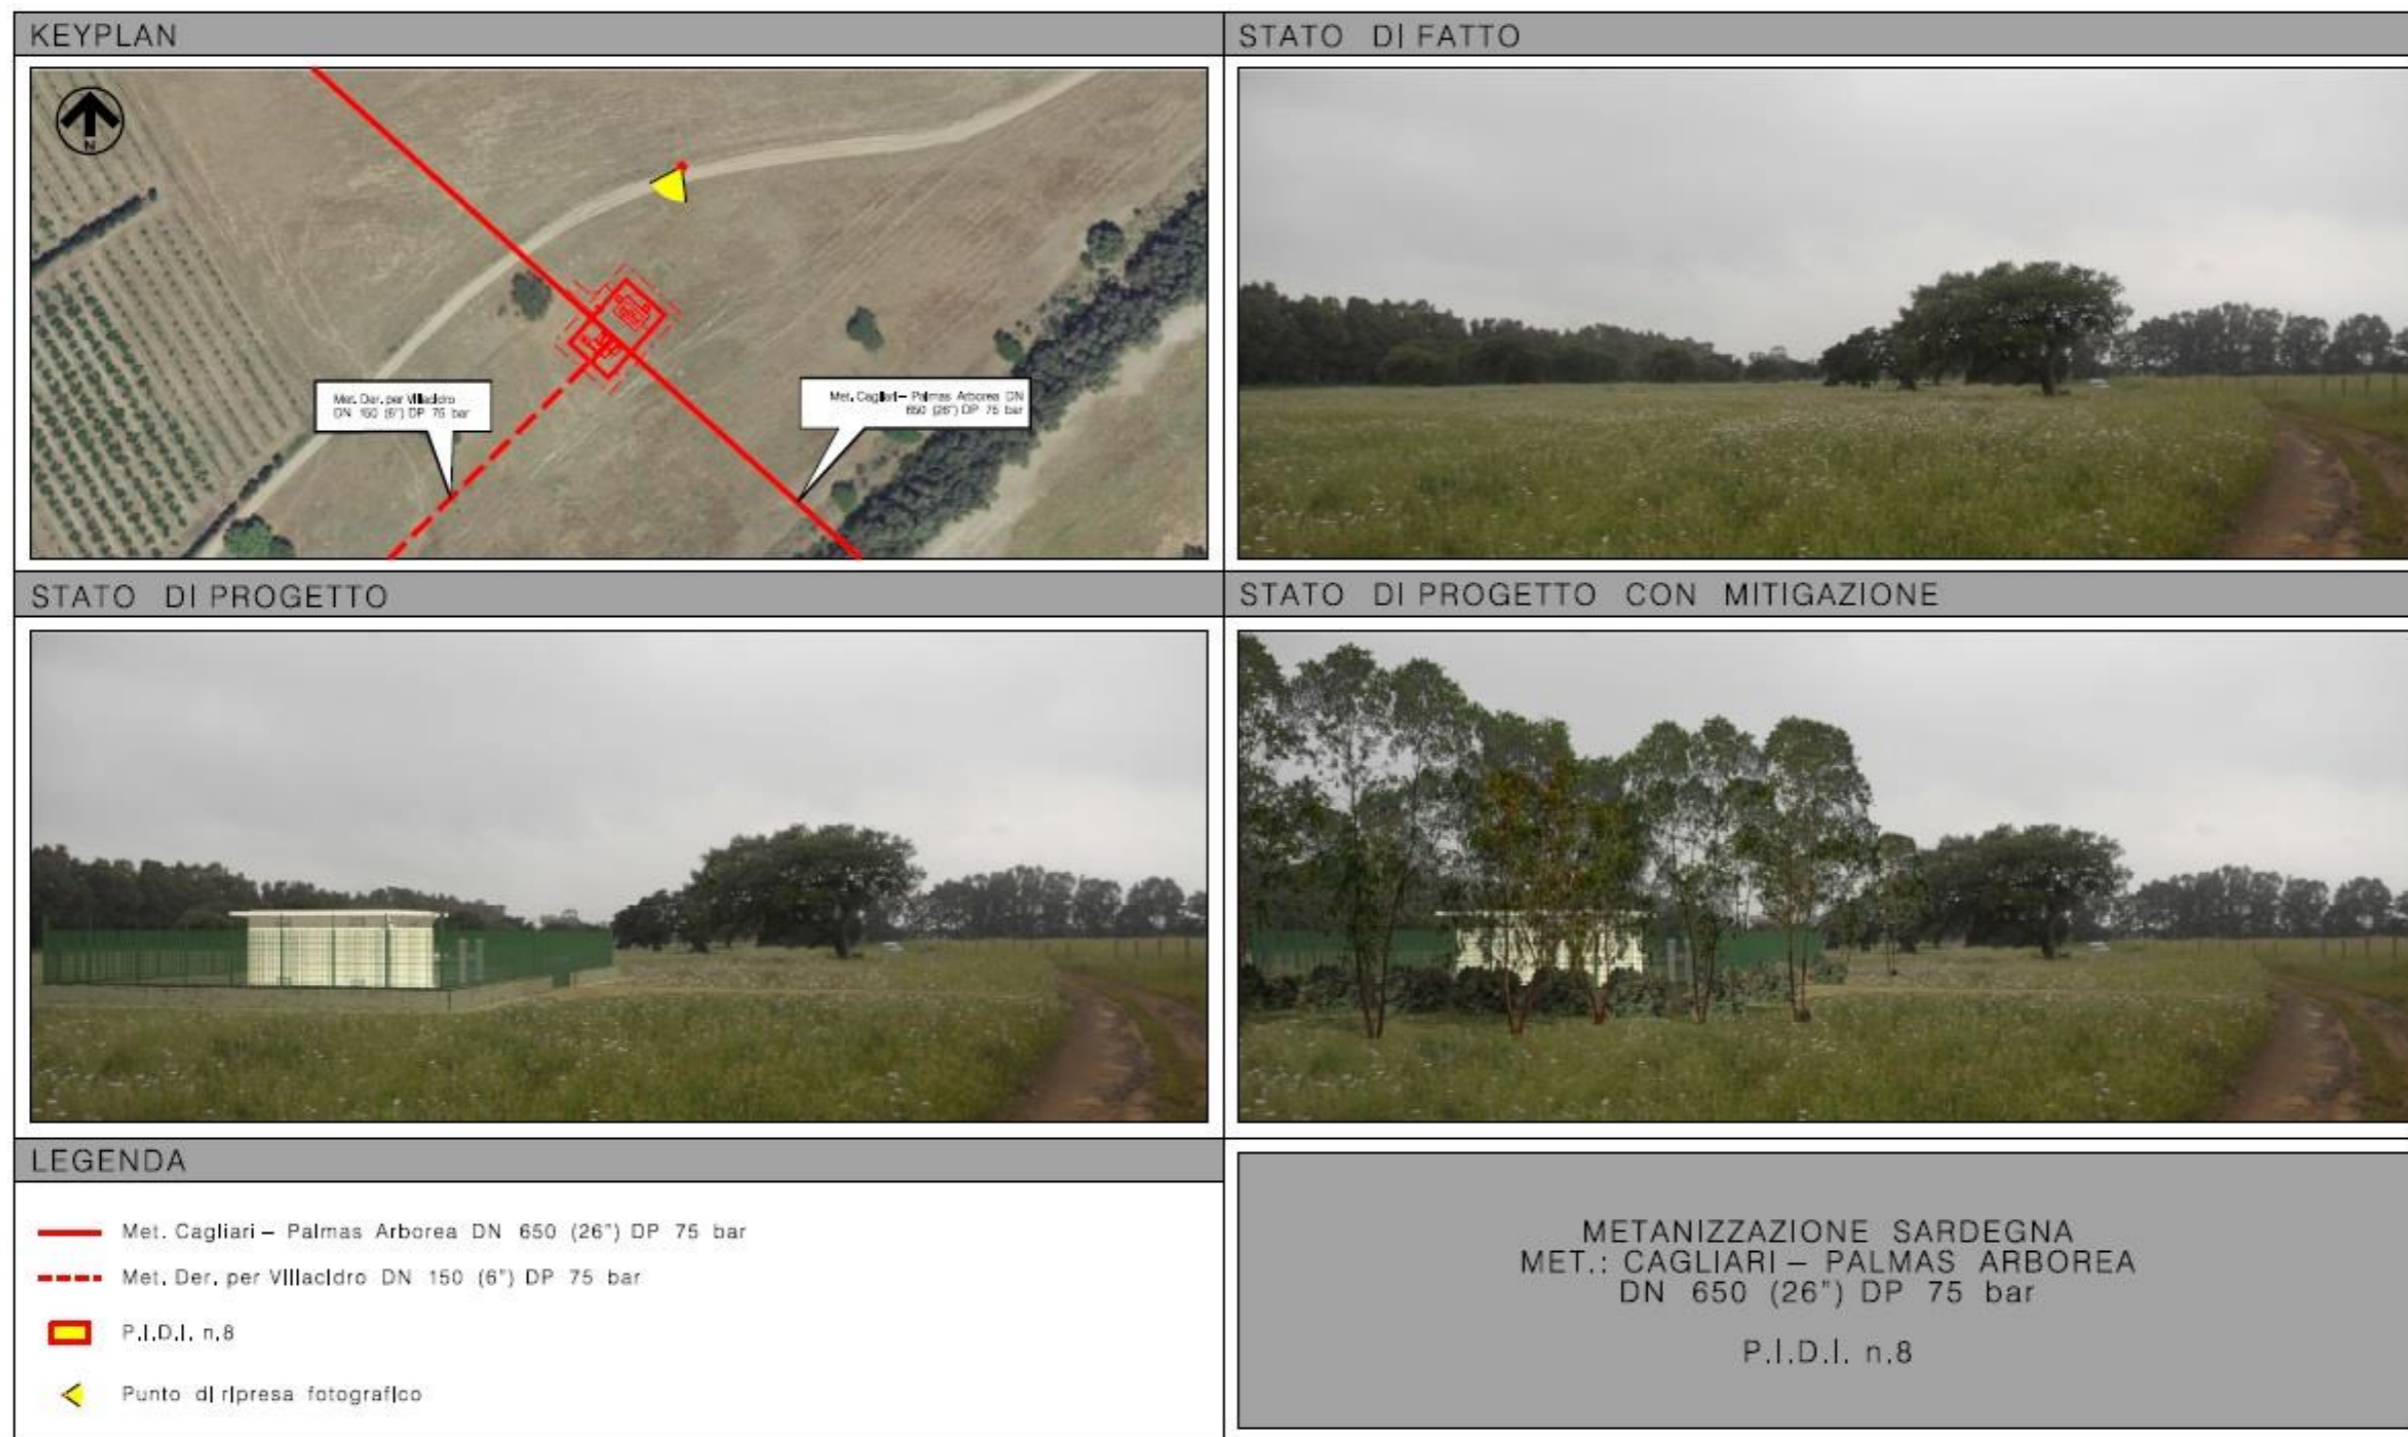 KEYPLAN
N
Met. Der. per Villacidro
DN 150 (6") DP 75 bar
Met. Cagliari – Palmas Arborea DN
650 (26") DP 75 bar
STATO DI FATTO
STATO DI PROGETTO
STATO DI PROGETTO CON MITIGAZIONE
LEGENDA
Met. Cagliari – Palmas Arborea DN 650 (26") DP 75 bar
Met. Der. per Villacidro DN 150 (6") DP 75 bar
P.I.D.I. n.8
Punto di ripresa fotografico
METANIZZAZIONE SARDEGNA
MET.: CAGLIARI – PALMAS ARBOREA
DN 650 (26") DP 75 bar
P.I.D.I. n.8